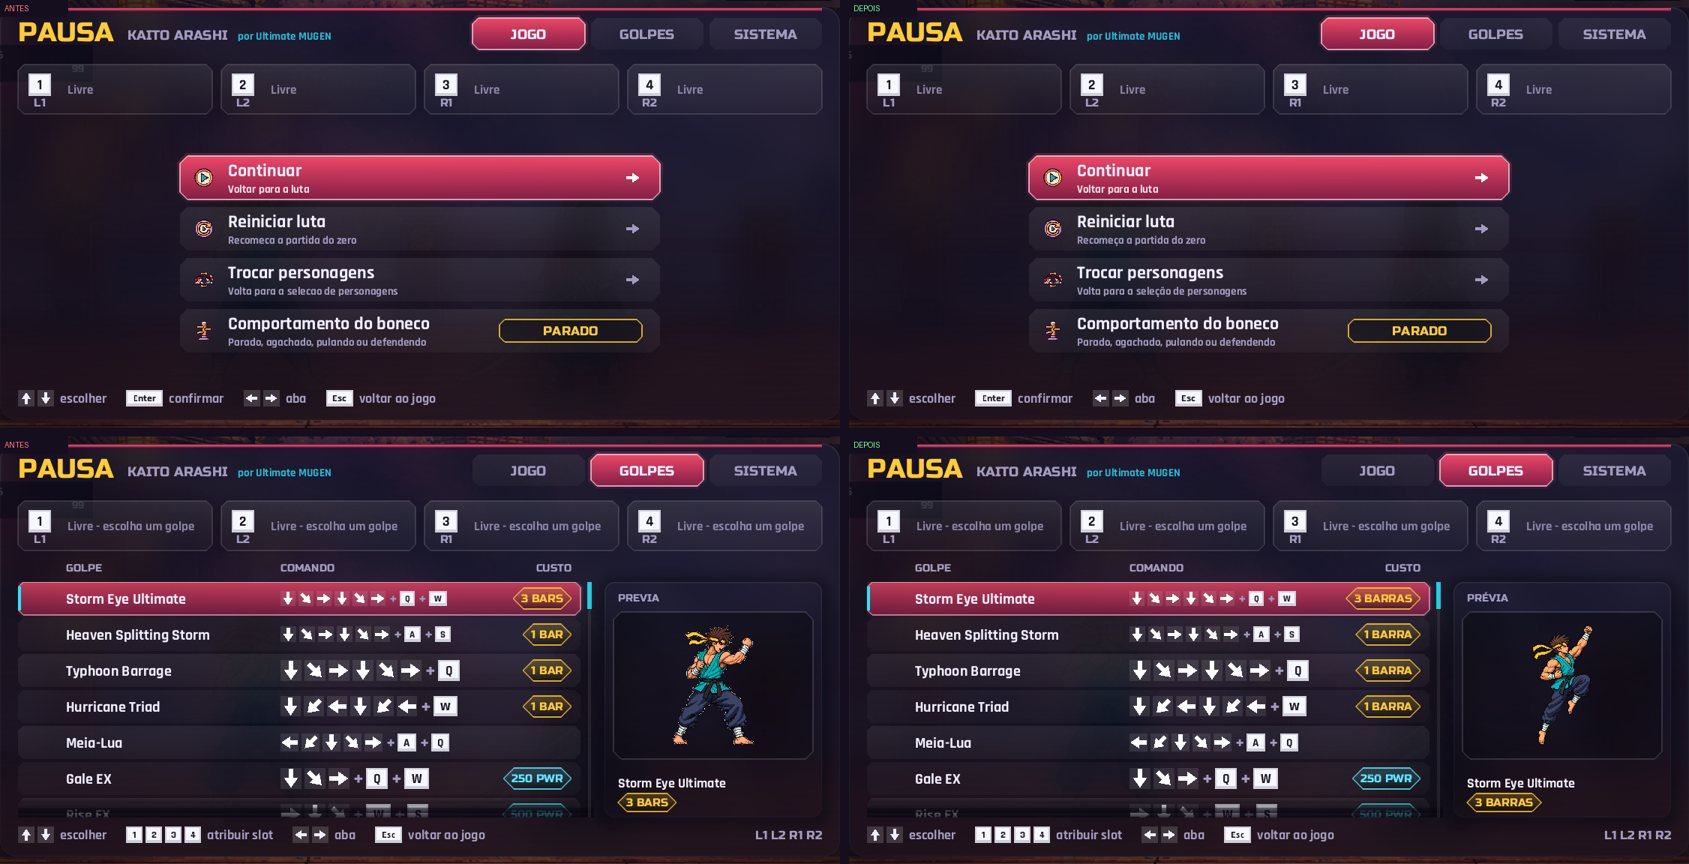 ANTES
PAUSA KAITO ARASHI por Ultimate MUGEN JOGO GOLPES SISTEMA
99
1 L1 Livre
2 L2 Livre
3 R1 Livre
4 R2 Livre
Continuar
Voltar para a luta
Reiniciar luta
Recomeca a partida do zero
Trocar personagens
Volta para a selecao de personagens
Comportamento do boneco PARADO
Parado, agachado, pulando ou defendendo
escolher Enter confirmar aba Esc voltar ao jogo
DEPOIS
PAUSA KAITO ARASHI por Ultimate MUGEN JOGO GOLPES SISTEMA
99
1 L1 Livre
2 L2 Livre
3 R1 Livre
4 R2 Livre
Continuar
Voltar para a luta
Reiniciar luta
Recomeça a partida do zero
Trocar personagens
Volta para a seleção de personagens
Comportamento do boneco PARADO
Parado, agachado, pulando ou defendendo
escolher Enter confirmar aba Esc voltar ao jogo
ANTES
PAUSA KAITO ARASHI por Ultimate MUGEN JOGO GOLPES SISTEMA
99
1 L1 Livre - escolha um golpe
2 L2 Livre - escolha um golpe
3 R1 Livre - escolha um golpe
4 R2 Livre - escolha um golpe
GOLPE COMANDO CUSTO
Storm Eye Ultimate + Q + W 3 BARS
Heaven Splitting Storm + A + S 1 BAR
Typhoon Barrage + Q 1 BAR
Hurricane Triad + W 1 BAR
Meia-Lua + A + Q
Gale EX + Q + W 250 PWR
Rise EX + W + S 500 PWR
PREVIA
Storm Eye Ultimate
3 BARS
escolher 1 2 3 4 atribuir slot aba Esc voltar ao jogo L1 L2 R1 R2
DEPOIS
PAUSA KAITO ARASHI por Ultimate MUGEN JOGO GOLPES SISTEMA
99
1 L1 Livre - escolha um golpe
2 L2 Livre - escolha um golpe
3 R1 Livre - escolha um golpe
4 R2 Livre - escolha um golpe
GOLPE COMANDO CUSTO
Storm Eye Ultimate + Q + W 3 BARRAS
Heaven Splitting Storm + A + S 1 BARRA
Typhoon Barrage + Q 1 BARRA
Hurricane Triad + W 1 BARRA
Meia-Lua + A + Q
Gale EX + Q + W 250 PWR
Rise EX + W + S 500 PWR
PRÉVIA
Storm Eye Ultimate
3 BARRAS
escolher 1 2 3 4 atribuir slot aba Esc voltar ao jogo L1 L2 R1 R2